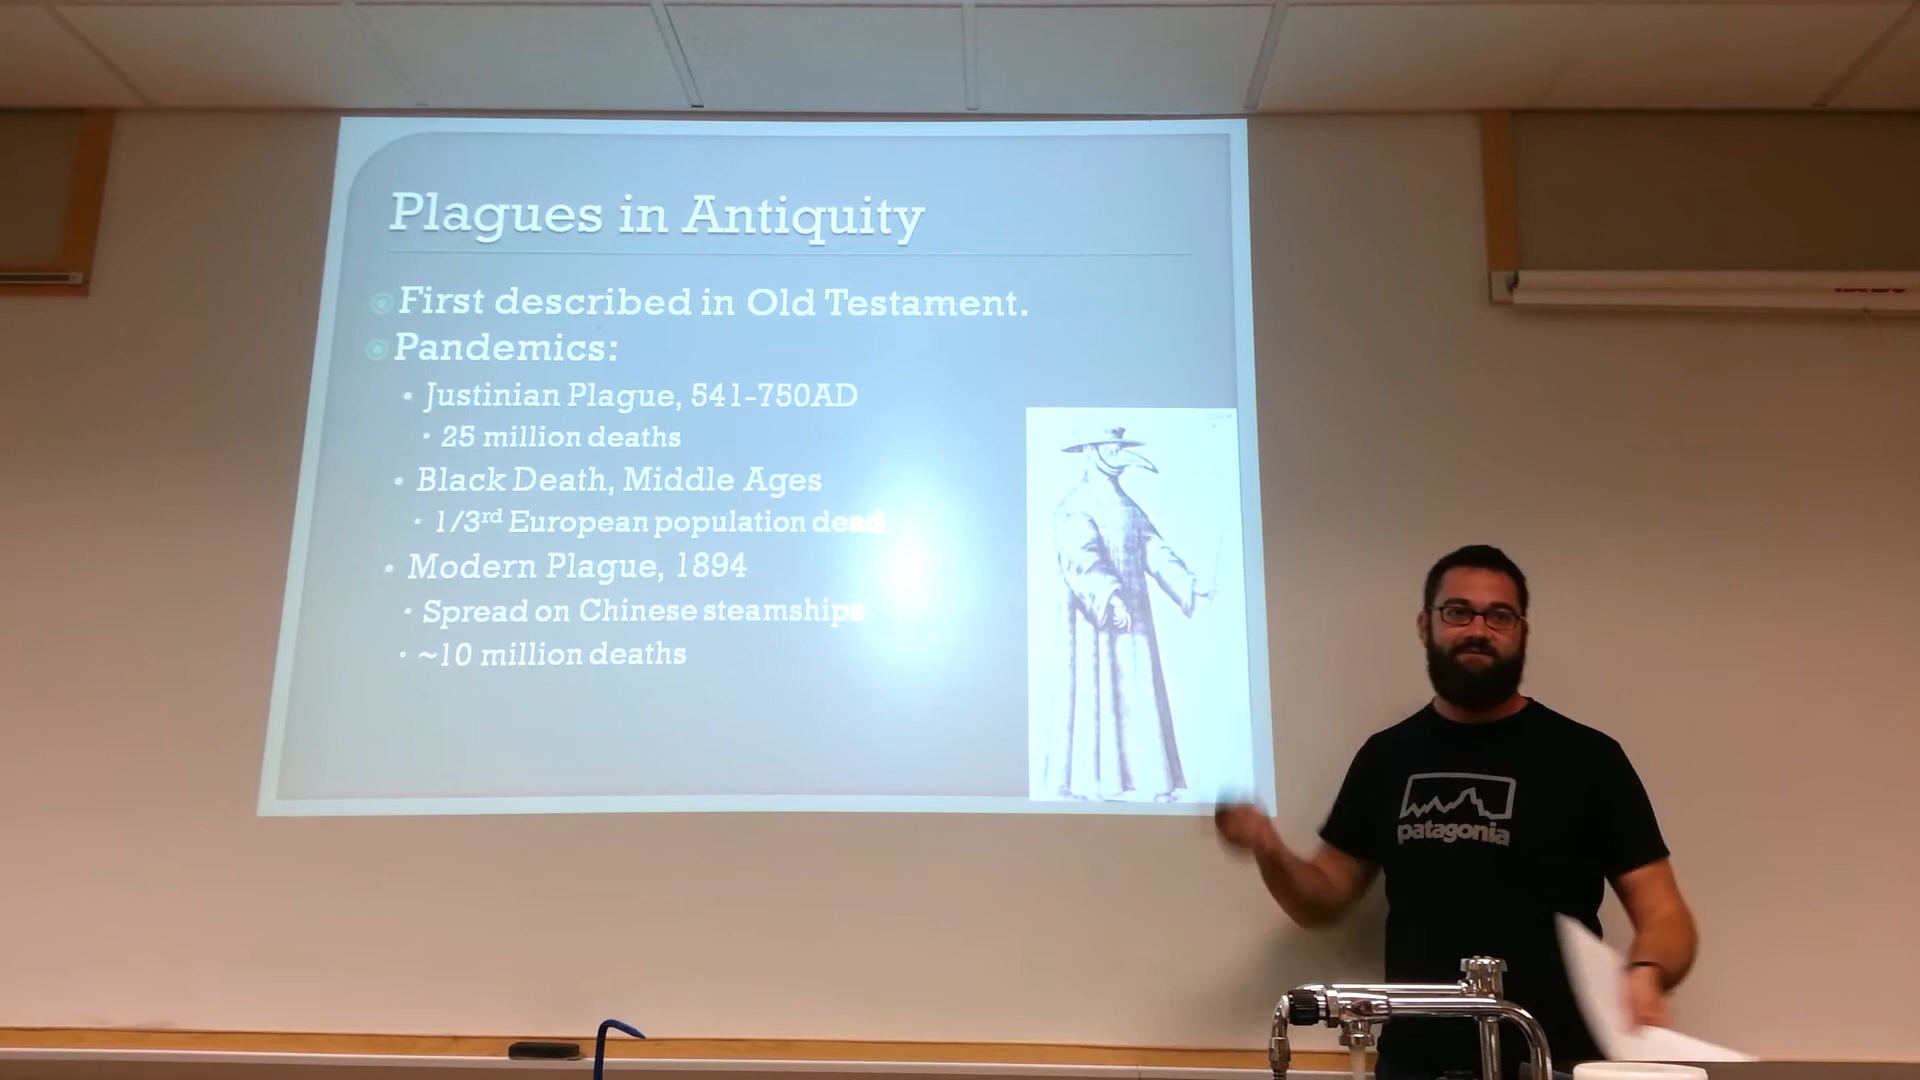 Plagues in Antiquity
First described in Old Testament.
Pandemics:
Justinian Plague, 541-750AD
25 million deaths
Black Death, Middle Ages
1/3rd European population dead
Modern Plague, 1894
Spread on Chinese steamships
~10 million deaths
patagonia